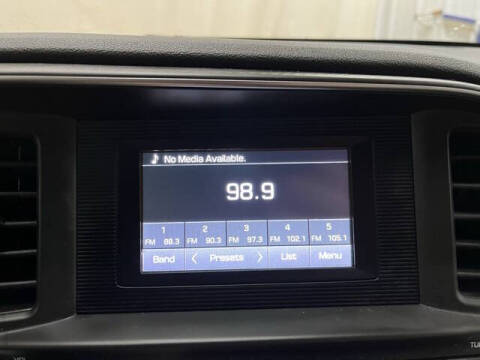 No Media Available.
98.9
1 2 3 4 5
FM 88.3 FM 90.3 FM 97.3 FM 102.1 FM 105.1
Band < Presets > List Menu